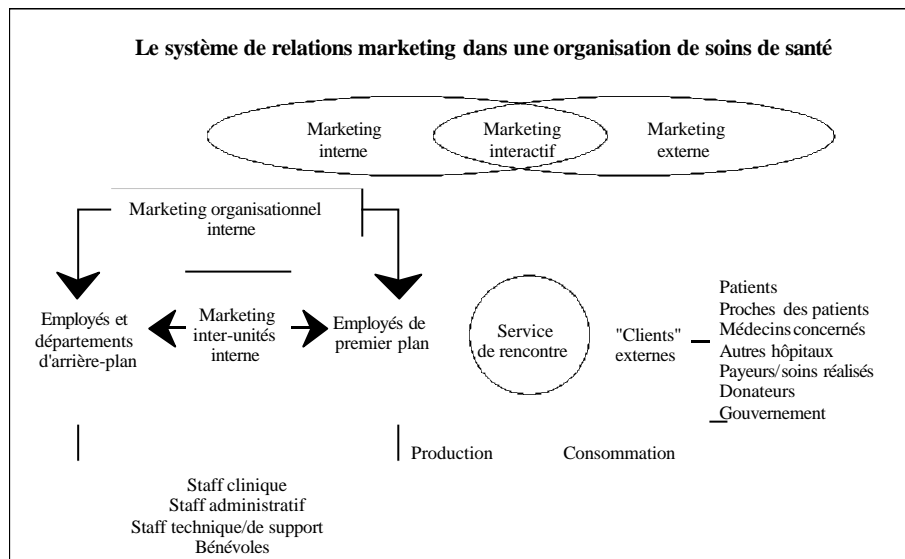 Le système de relations marketing dans une organisation de soins de santé
Marketing
interne
Marketing
interactif
Marketing
externe
Marketing organisationnel
interne
Employés et
départements
d'arrière-plan
Marketing
inter-unités
interne
Employés de
premier plan
Service
de rencontre
"Clients"
externes
Patients
Proches des patients
Médecins concernés
Autres hôpitaux
Payeurs/soins réalisés
Donateurs
Gouvernement
Production
Consommation
Staff clinique
Staff administratif
Staff technique/de support
Bénévoles